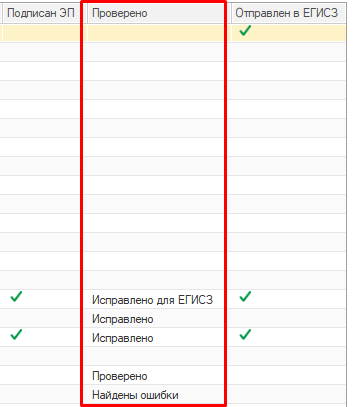 Подписан ЭП Проверено Отправлен в ЕГИСЗ
Исправлено для ЕГИСЗ
Исправлено
Исправлено
Проверено
Найдены ошибки